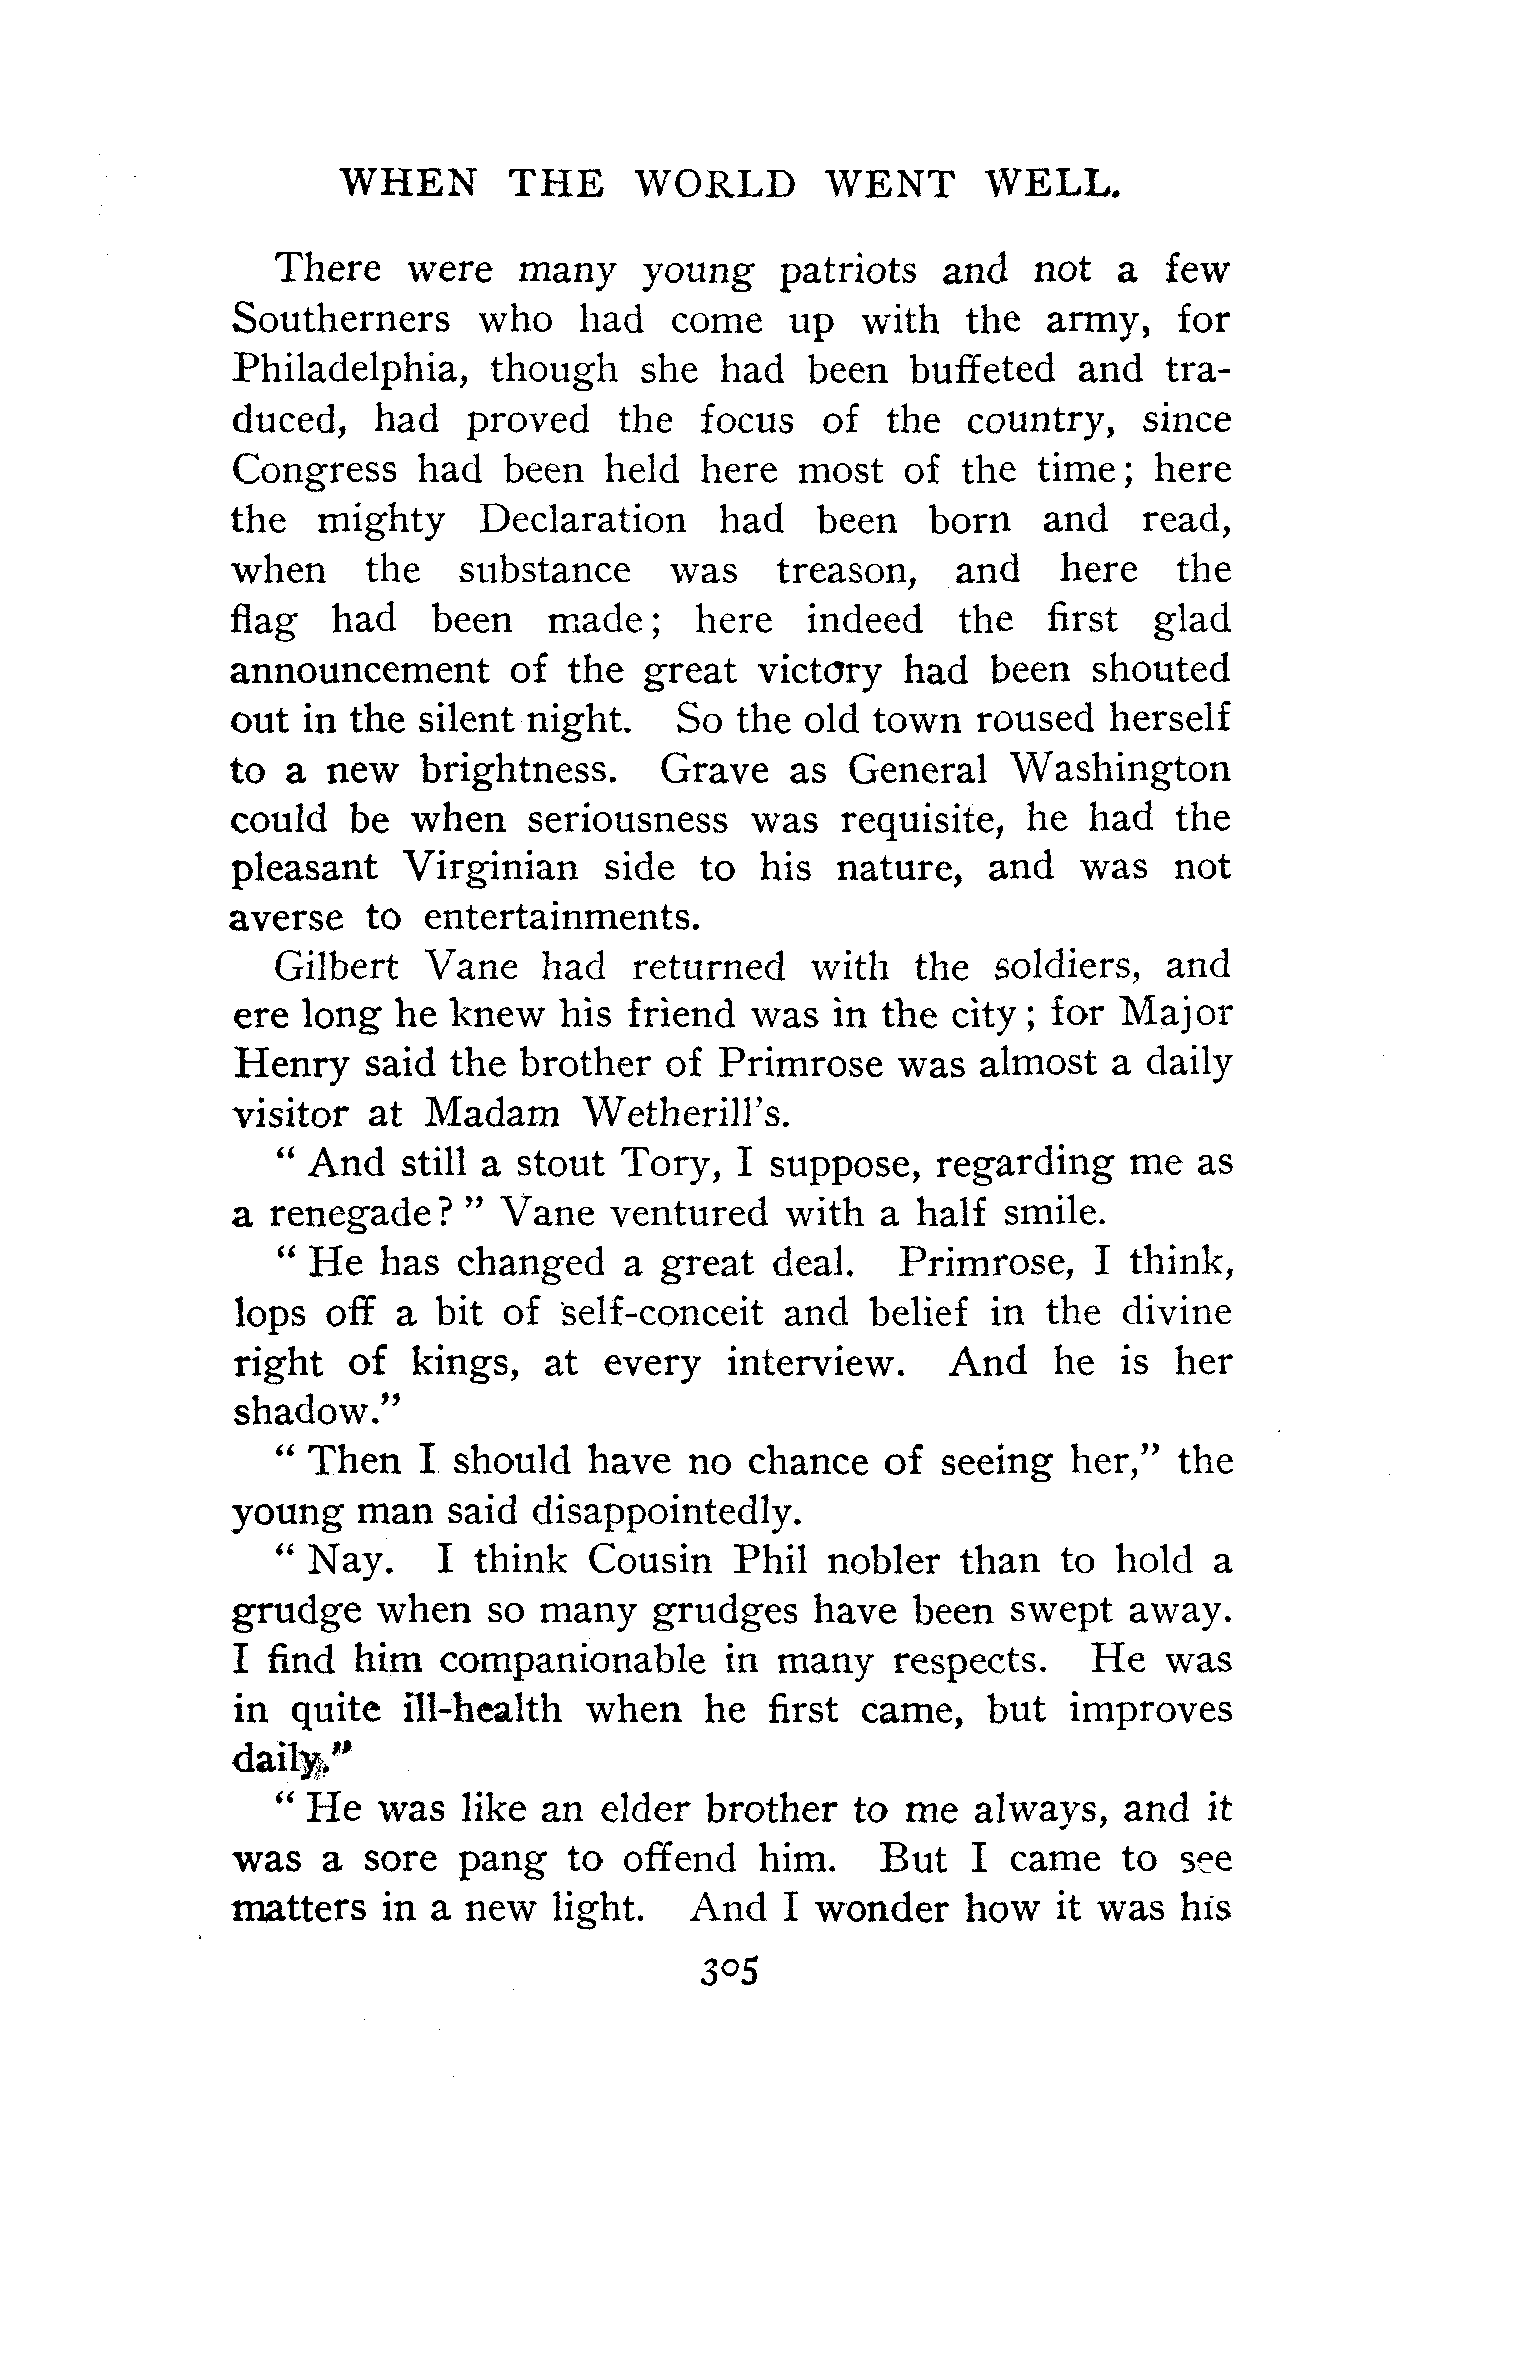 WHEN THE WORLD WENT WELL.
There were many young patriots and not a few
Southerners who had come up with the army, for
Philadelphia, though she had been buffeted and tra-
duced, had proved the focus of the country, since
Congress had been held here most of the time; here
the mighty Declaration had been born and read,
when the substance was treason, and here the
flag had been made; here indeed the first glad
announcement of the great victory had been shouted
out in the silent night. So the old town roused herself
to a new brightness. Grave as General Washington
could be when seriousness was requisite, he had the
pleasant Virginian side to his nature, and was not
averse to entertainments.
Gilbert Vane had returned with the soldiers, and
ere long he knew his friend was in the city; for Major
Henry said the brother of Primrose was almost a daily
visitor at Madam Wetherill's.
"And still a stout Tory, I suppose, regarding me as
a renegade?" Vane ventured with a half smile.
"He has changed a great deal. Primrose, I think,
lops off a bit of self-conceit and belief in the divine
right of kings, at every interview. And he is her
shadow."
"Then I should have no chance of seeing her," the
young man said disappointedly.
"Nay. I think Cousin Phil nobler than to hold a
grudge when so many grudges have been swept away.
I find him companionable in many respects. He was
in quite ill-health when he first came, but improves
daily."
"He was like an elder brother to me always, and it
was a sore pang to offend him. But I came to see
matters in a new light. And I wonder how it was his
305